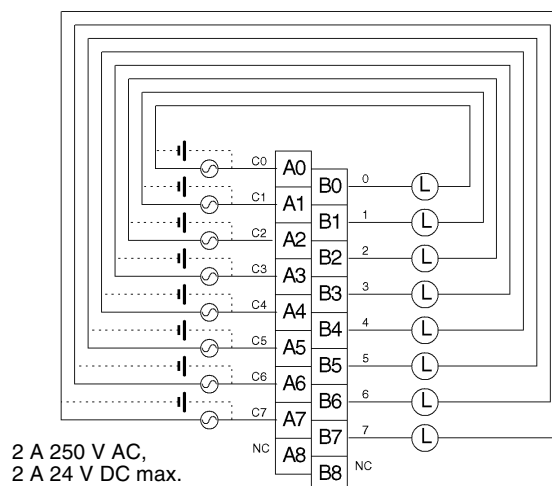 C0 A0
B0 0 L
C1 A1
B1 1 L
C2 A2
B2 2 L
C3 A3
B3 3 L
C4 A4
B4 4 L
C5 A5
B5 5 L
C6 A6
B6 6 L
C7 A7
B7 7 L
NC A8
B8 NC
2 A 250 V AC,
2 A 24 V DC max.